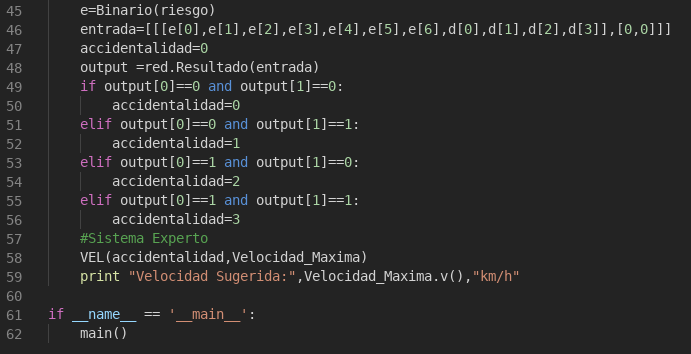 45 e=Binario(riesgo)
46 entrada=[[[e[0],e[1],e[2],e[3],e[4],e[5],e[6],d[0],d[1],d[2],d[3]],[0,0]]]
47 accidentalidad=0
48 output =red.Resultado(entrada)
49 if output[0]==0 and output[1]==0:
50 accidentalidad=0
51 elif output[0]==0 and output[1]==1:
52 accidentalidad=1
53 elif output[0]==1 and output[1]==0:
54 accidentalidad=2
55 elif output[0]==1 and output[1]==1:
56 accidentalidad=3
57 #Sistema Experto
58 VEL(accidentalidad,Velocidad_Maxima)
59 print "Velocidad Sugerida:",Velocidad_Maxima.v(),"km/h"
60
61 if __name__ == '__main__':
62 main()